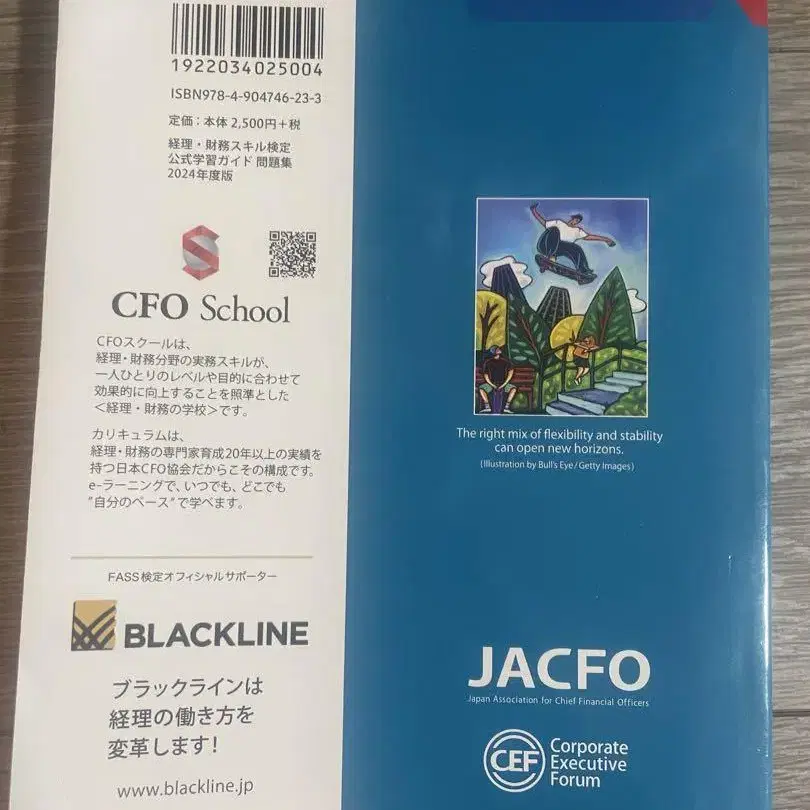 1922034025004
ISBN978-4-904746-23-3
定価：本体 2,500円＋税
経理・財務スキル検定
公式学習ガイド 問題集
2024年度版
CFO School
CFOスクールは、
経理・財務分野の実務スキルが、
一人ひとりのレベルや目的に合わせて
効果的に向上することを照準とした
＜経理・財務の学校＞です。
カリキュラムは、
経理・財務の専門家育成20年以上の実績を
持つ日本CFO協会だからこその構成です。
e-ラーニングで、いつでも、どこでも
"自分のペース"で学べます。
FASS検定オフィシャルサポーター
BLACKLINE
ブラックラインは
経理の働き方を
変革します！
www.blackline.jp
The right mix of flexibility and stability
can open new horizons.
(Illustration by Bull's Eye/Getty Images)
JACFO
Japan Association for Chief Financial Officers
CEF
Corporate
Executive
Forum